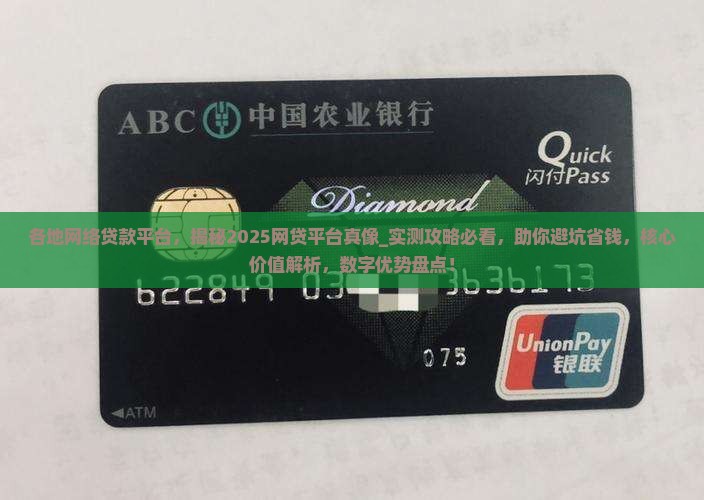 ABC 中国农业银行
Quick
闪付Pass
Diamond
各地网络贷款平台，揭秘2025网贷平台真像_实测攻略必看，助你避坑省钱，核心
价值解析，数字优势盘点！
622849 03 3636173
075
UnionPay
银联
◀ATM